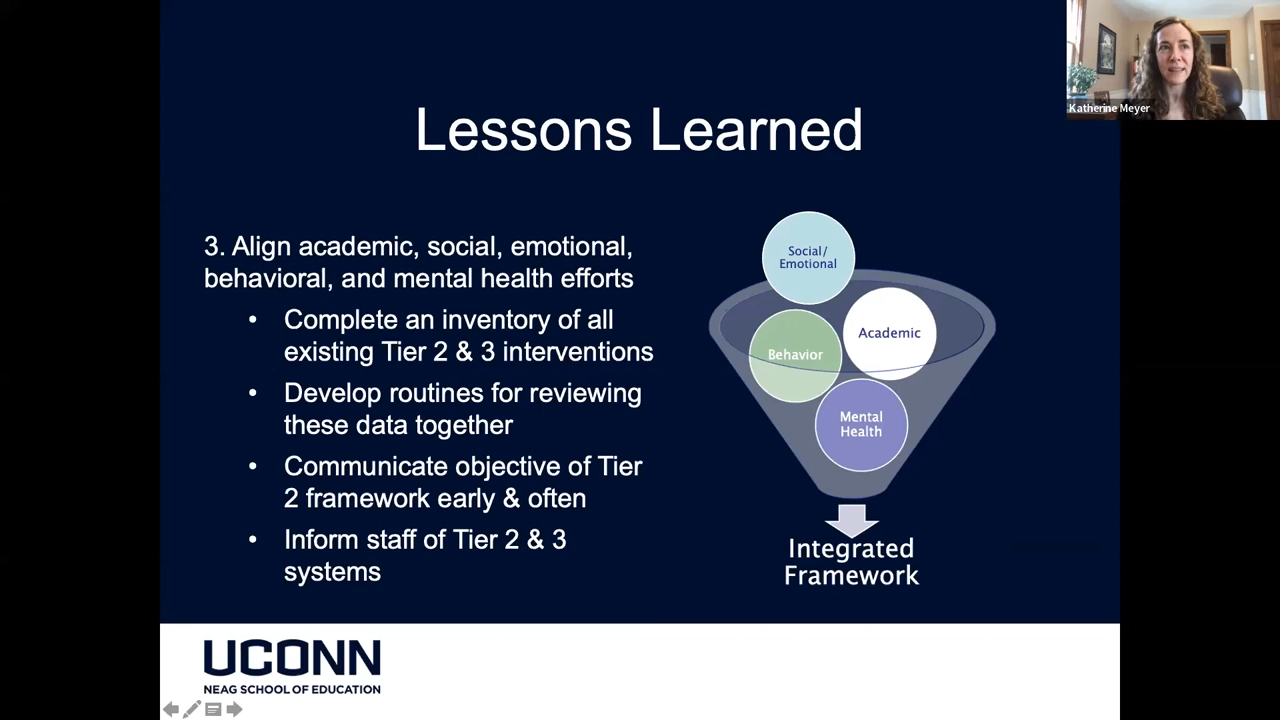 Katherine Meyer
Lessons Learned
3. Align academic, social, emotional,
behavioral, and mental health efforts
• Complete an inventory of all
existing Tier 2 & 3 interventions
• Develop routines for reviewing
these data together
• Communicate objective of Tier
2 framework early & often
• Inform staff of Tier 2 & 3
systems
Social/
Emotional
Academic
Behavior
Mental
Health
Integrated
Framework
UCONN
NEAG SCHOOL OF EDUCATION